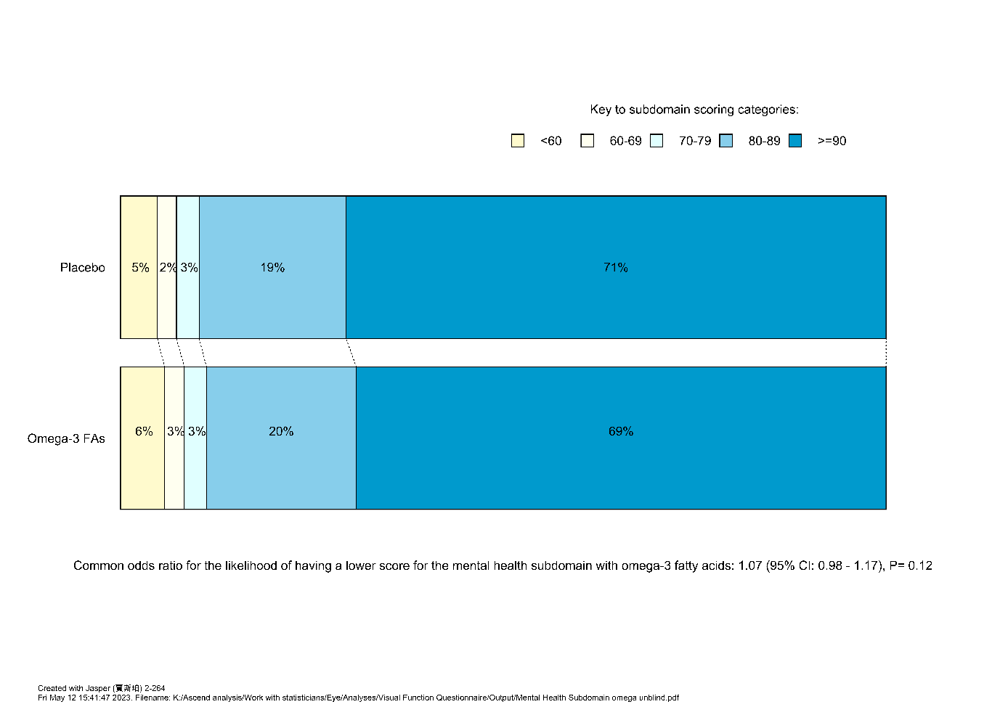 Key to subdomain scoring categories:
<60 60-69 70-79 80-89 >=90
Placebo 5% 2% 3% 19% 71%
Omega-3 FAs 6% 3% 3% 20% 69%
Common odds ratio for the likelihood of having a lower score for the mental health subdomain with omega-3 fatty acids: 1.07 (95% CI: 0.98 - 1.17), P= 0.12
Created with Jasper (賈斯珀) 2-264
Fri May 12 15:41:47 2023. Filename: K:/Ascend analysis/Work with statisticians/Eye/Analyses/Visual Function Questionnaire/Output/Mental Health Subdomain omega unblind.pdf